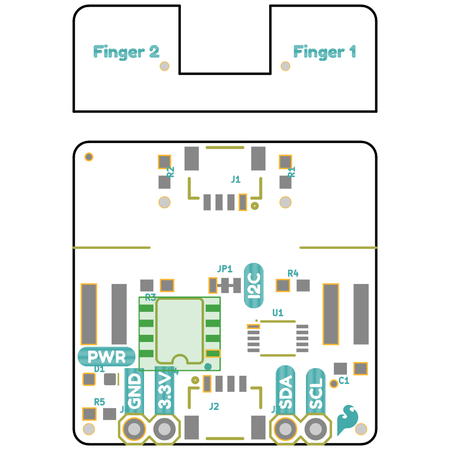 Finger 2
Finger 1
R2
J1
R1
JP1
I2C
R4
R3
U1
PWR
D1
GND
3.3V
SDA
SCL
C1
R5
J2